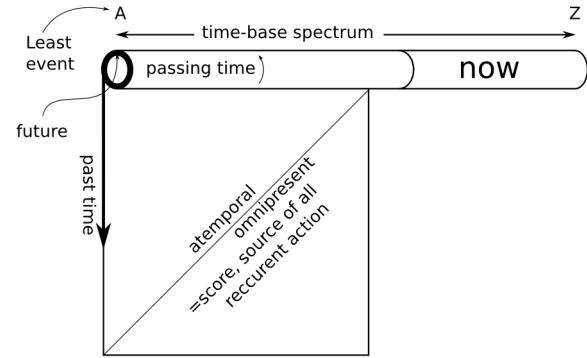 A
Z
time-base spectrum
Least
event
passing time
now
future
past time
atemporal
omnipresent
=score, source of all
reccurent action